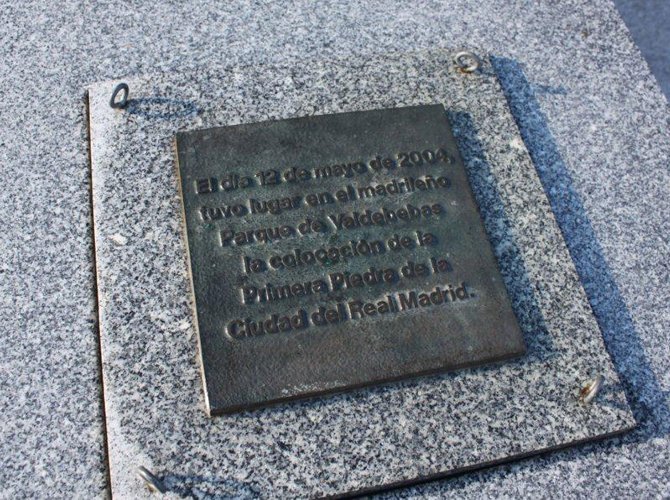 El día 12 de mayo de 2004,
tuvo lugar en el madrileño
Parque de Valdebebas
la colocación de la
Primera Piedra de la
Ciudad del Real Madrid.